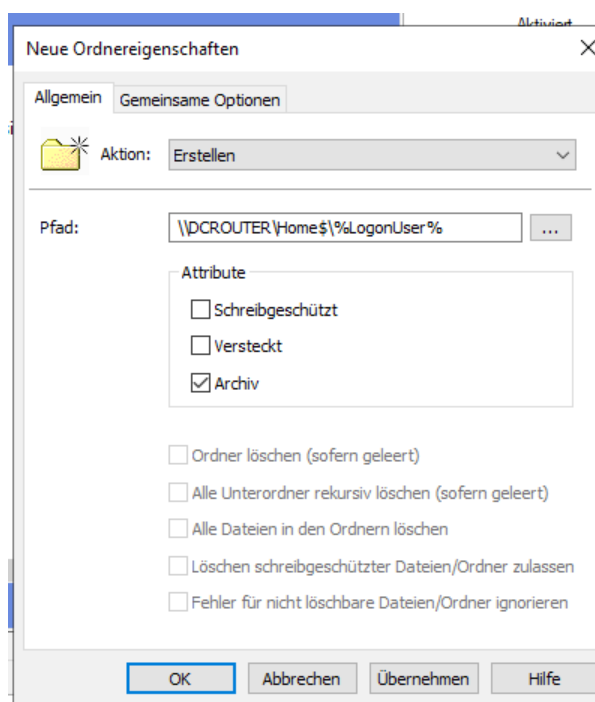 Aktiviert
Neue Ordnereigenschaften
Allgemein
Gemeinsame Optionen
Aktion:
Erstellen
Pfad:
\\DCROUTER\Home$\%LogonUser%
...
Attribute
Schreibgeschützt
Versteckt
Archiv
Ordner löschen (sofern geleert)
Alle Unterordner rekursiv löschen (sofern geleert)
Alle Dateien in den Ordnern löschen
Löschen schreibgeschützter Dateien/Ordner zulassen
Fehler für nicht löschbare Dateien/Ordner ignorieren
OK
Abbrechen
Übernehmen
Hilfe